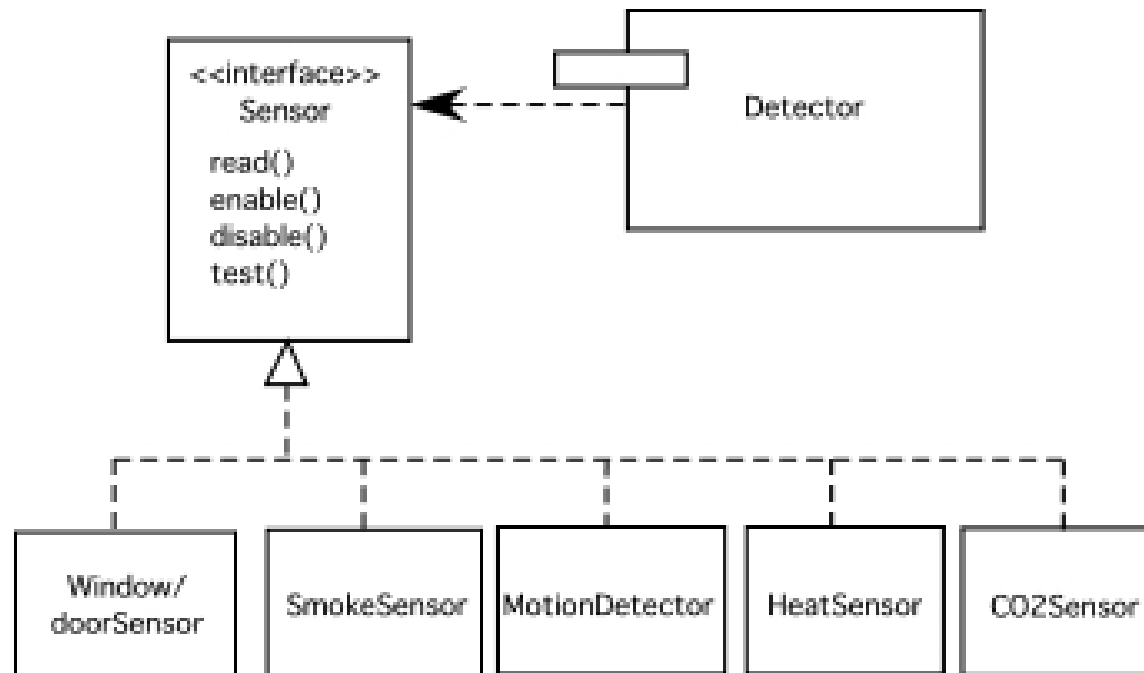 <<interface>>
Sensor
read()
enable()
disable()
test()
Detector
Window/
doorSensor
SmokeSensor
MotionDetector
HeatSensor
CO2Sensor